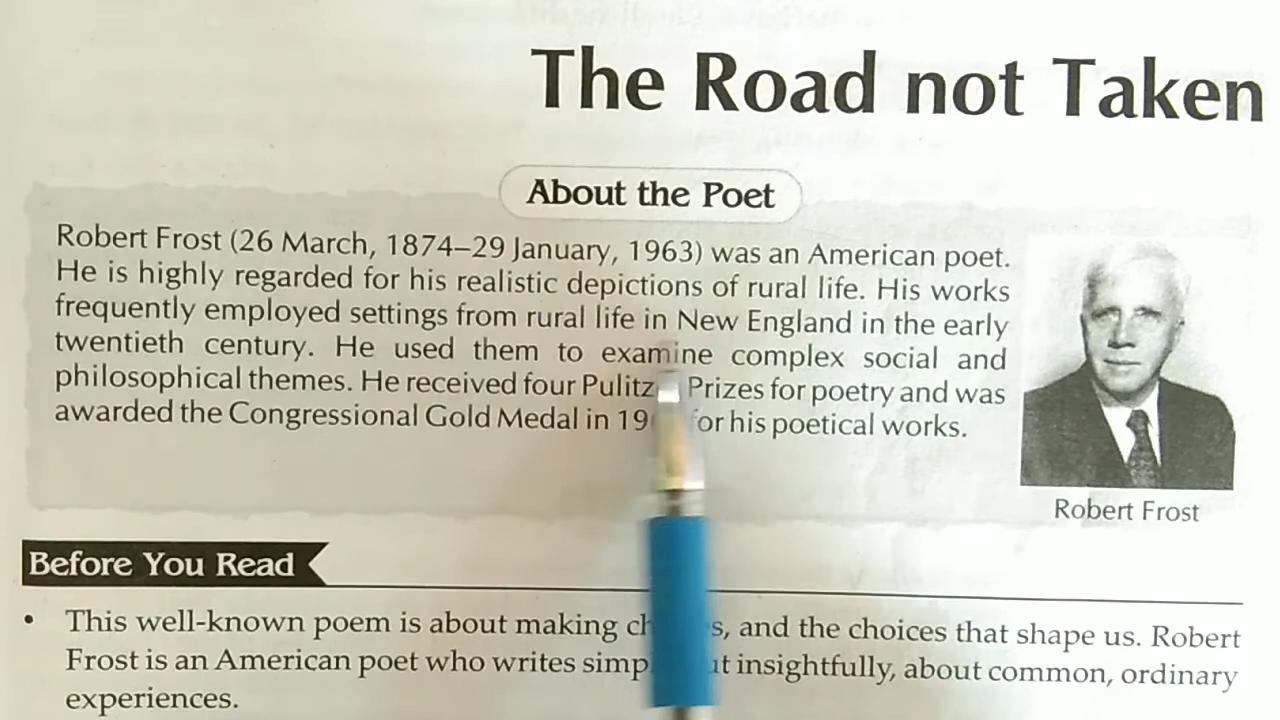 The Road not Taken
About the Poet
Robert Frost (26 March, 1874–29 January, 1963) was an American poet.
He is highly regarded for his realistic depictions of rural life. His works
frequently employed settings from rural life in New England in the early
twentieth century. He used them to examine complex social and
philosophical themes. He received four Prizes for poetry and was
awarded the Congressional Gold Medal in for his poetical works.
Robert Frost
Before You Read
• This well-known poem is about making and the choices that shape us. Robert
Frost is an American poet who writes insightfully, about common, ordinary
experiences.